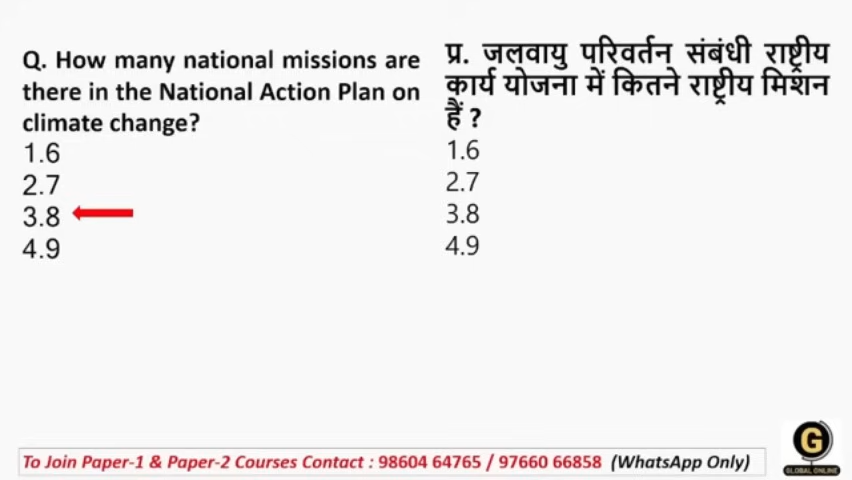 Q. How many national missions are
there in the National Action Plan on
climate change?
1.6
2.7
3.8
4.9
प्र. जलवायु परिवर्तन संबंधी राष्ट्रीय
कार्य योजना में कितने राष्ट्रीय मिशन
हैं ?
1.6
2.7
3.8
4.9
To Join Paper-1 & Paper-2 Courses Contact : 98604 64765 / 97660 66858 (WhatsApp Only)
G
GLOBAL ONLINE